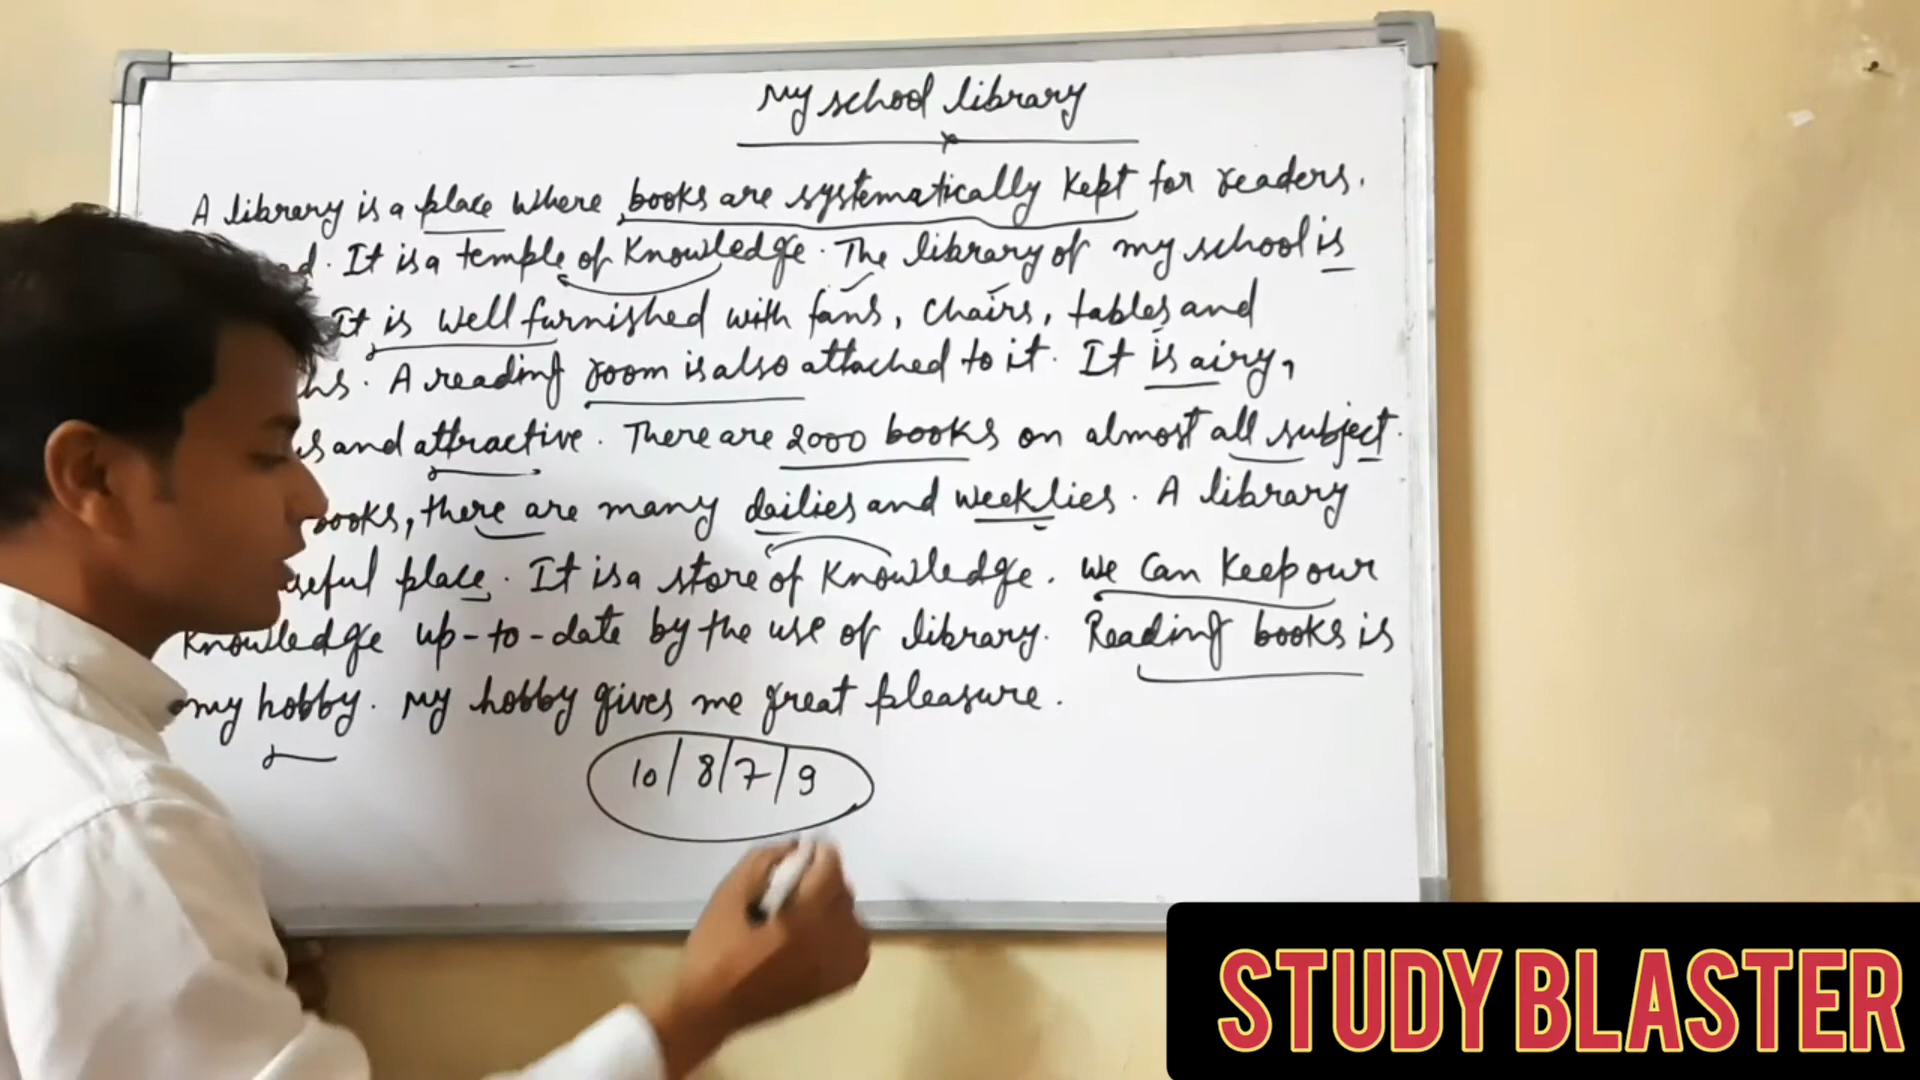 My school library
A library is a place where books are systematically kept for readers.
It is a temple of knowledge. The library of my school is
It is well furnished with fans, chairs, tables and
A reading room is also attached to it. It is airy,
and attractive. There are 2000 books on almost all subject.
books, there are many dailies and weeklies. A library
place. It is a store of knowledge. We can keep our
knowledge up-to-date by the use of library. Reading books is
my hobby. My hobby gives me great pleasure.
10/8/7/9
STUDY BLASTER